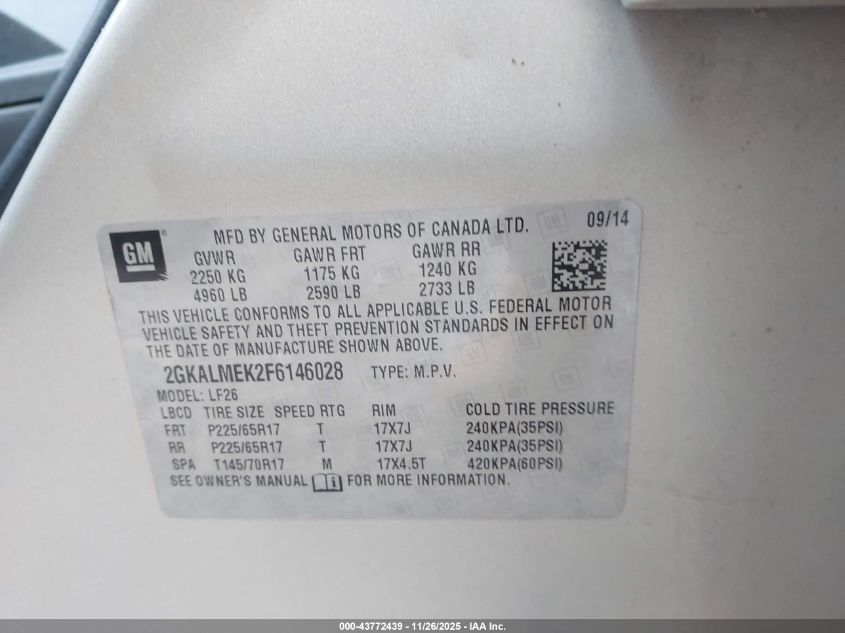 GM
MFD BY GENERAL MOTORS OF CANADA LTD. 09/14
GVWR GAWR FRT GAWR RR
2250 KG 1175 KG 1240 KG
4960 LB 2590 LB 2733 LB
THIS VEHICLE CONFORMS TO ALL APPLICABLE U.S. FEDERAL MOTOR
VEHICLE SAFETY AND THEFT PREVENTION STANDARDS IN EFFECT ON
THE DATE OF MANUFACTURE SHOWN ABOVE.
2GKALMEK2F6146028 TYPE: M.P.V.
MODEL: LF26
LBCD TIRE SIZE SPEED RTG RIM COLD TIRE PRESSURE
FRT P225/65R17 T 17X7J 240KPA(35PSI)
RR P225/65R17 T 17X7J 240KPA(35PSI)
SPA T145/70R17 M 17X4.5T 420KPA(60PSI)
SEE OWNER'S MANUAL FOR MORE INFORMATION.
000-43772439 - 11/26/2025 - IAA Inc.